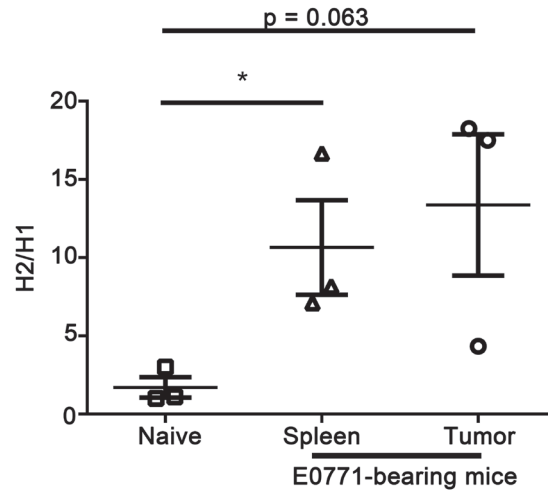 p = 0.063
*
20
15
10
5
0
H2/H1
Naive Spleen Tumor
E0771-bearing mice